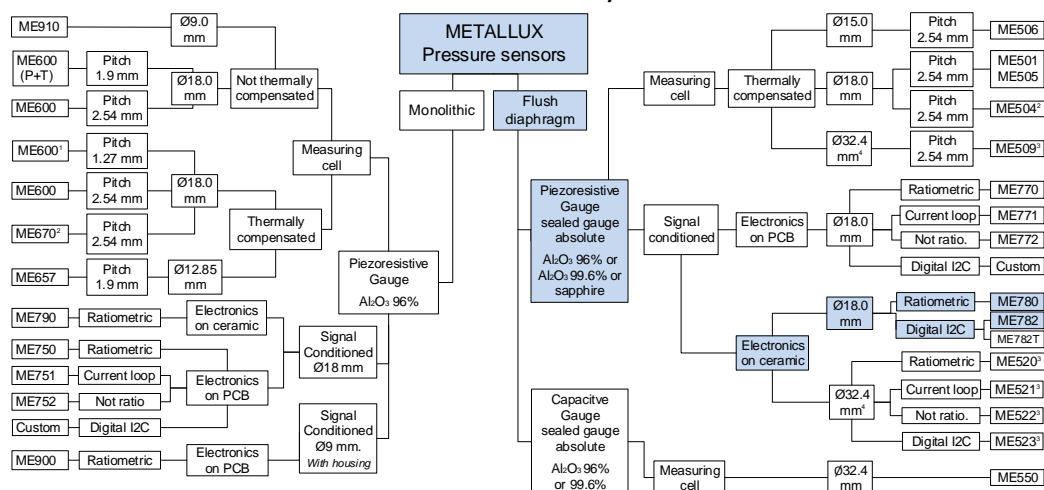 METALLUX
Pressure sensors
Monolithic
Flush
diaphragm
ME910
Ø9.0
mm
ME600
(P+T)
Pitch
1.9 mm
Ø18.0
mm
Not thermally
compensated
ME600
Pitch
2.54 mm
ME600¹
Pitch
1.27 mm
Measuring
cell
ME600
Pitch
2.54 mm
Ø18.0
mm
ME670²
Pitch
2.54 mm
Thermally
compensated
ME657
Pitch
1.9 mm
Ø12.85
mm
Piezoresistive
Gauge
Al₂O₃ 96%
ME790
Ratiometric
Electronics
on ceramic
ME750
Ratiometric
Signal
Conditioned
Ø18 mm
ME751
Current loop
Electronics
on PCB
ME752
Not ratio
Custom
Digital I2C
Signal
Conditioned
Ø9 mm.
With housing
ME900
Ratiometric
Electronics
on PCB
Measuring
cell
Thermally
compensated
Ø15.0
mm
Pitch
2.54 mm
ME506
Ø18.0
mm
Pitch
2.54 mm
ME501
ME505
Pitch
2.54 mm
ME504²
Ø32.4
mm⁴
Pitch
2.54 mm
ME509³
Piezoresistive
Gauge
sealed gauge
absolute
Al₂O₃ 96% or
Al₂O₃ 99.6% or
sapphire
Signal
conditioned
Electronics
on PCB
Ø18.0
mm
Ratiometric
ME770
Current loop
ME771
Not ratio.
ME772
Digital I2C
Custom
Electronics
on ceramic
Ø18.0
mm
Ratiometric
ME780
Digital I2C
ME782
ME782T
Ø32.4
mm⁴
Ratiometric
ME520³
Current loop
ME521³
Not ratio.
ME522³
Digital I2C
ME523³
Capacitve
Gauge
sealed gauge
absolute
Al₂O₃ 96%
or 99.6%
Measuring
cell
Ø32.4
mm
ME550